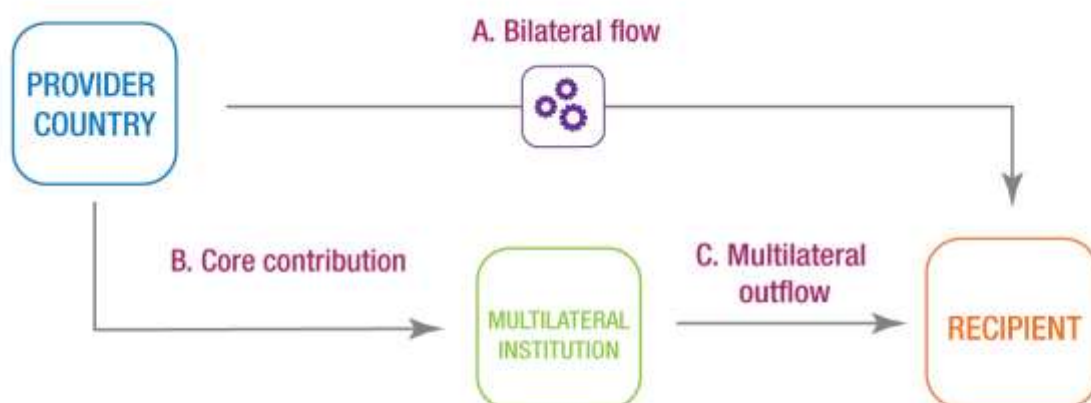 A. Bilateral flow
PROVIDER
COUNTRY
B. Core contribution
C. Multilateral
outflow
MULTILATERAL
INSTITUTION
RECIPIENT